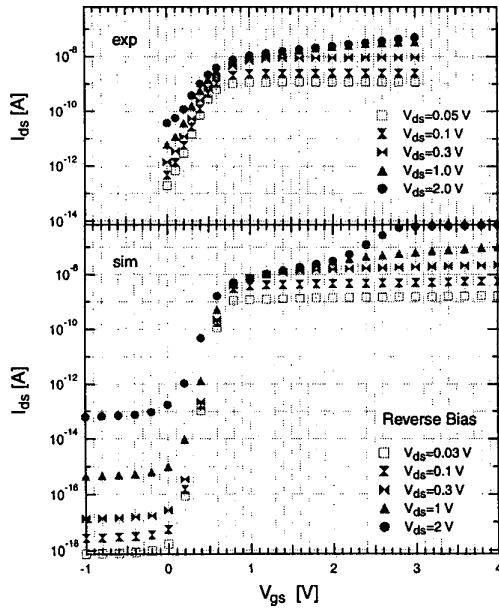 exp
10^-8
10^-10
10^-12
10^-14
I_ds [A]
V_ds=0.05 V
V_ds=0.1 V
V_ds=0.3 V
V_ds=1.0 V
V_ds=2.0 V
sim
10^-8
10^-10
10^-12
10^-14
10^-16
10^-18
I_ds [A]
Reverse Bias
V_ds=0.03 V
V_ds=0.1 V
V_ds=0.3 V
V_ds=1 V
V_ds=2 V
-1 0 1 2 3 4
V_gs [V]